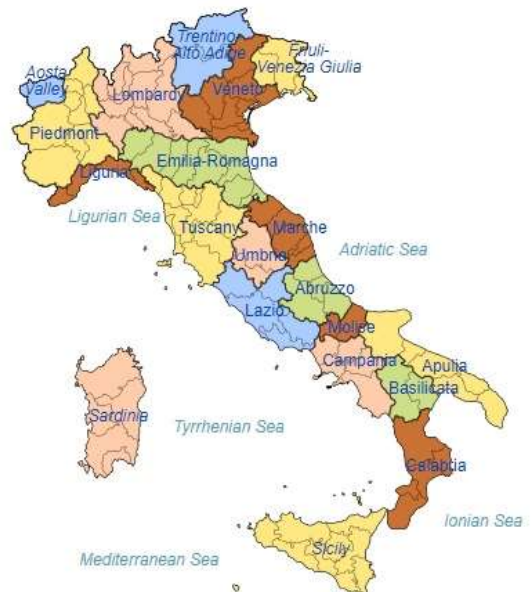 Trentino
Alto Adige
Friuli-
Venezia Giulia
Aosta
Valley
Lombardy
Veneto
Piedmont
Emilia-Romagna
Liguria
Ligurian Sea
Tuscany
Marche
Umbria
Adriatic Sea
Abruzzo
Lazio
Molise
Campania
Apulia
Basilicata
Sardinia
Tyrrhenian Sea
Calabtia
Ionian Sea
Sicily
Mediterranean Sea